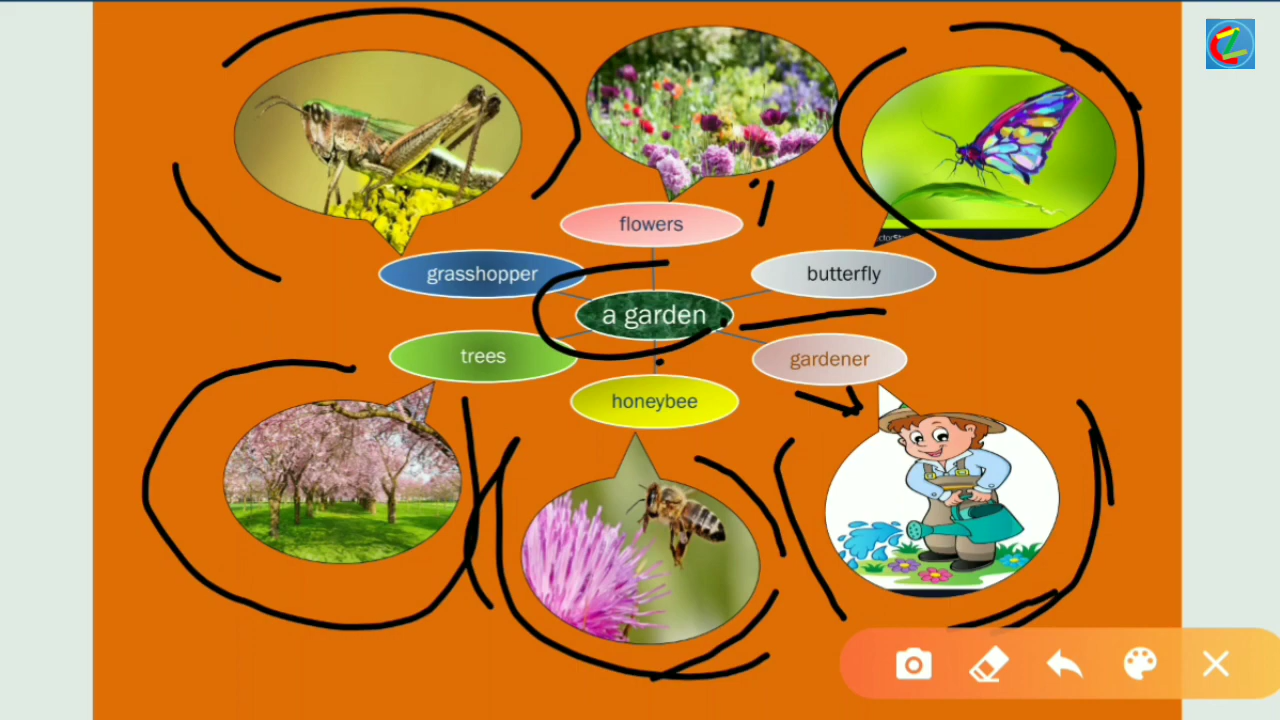 flowers
grasshopper
butterfly
a garden
trees
gardener
honeybee